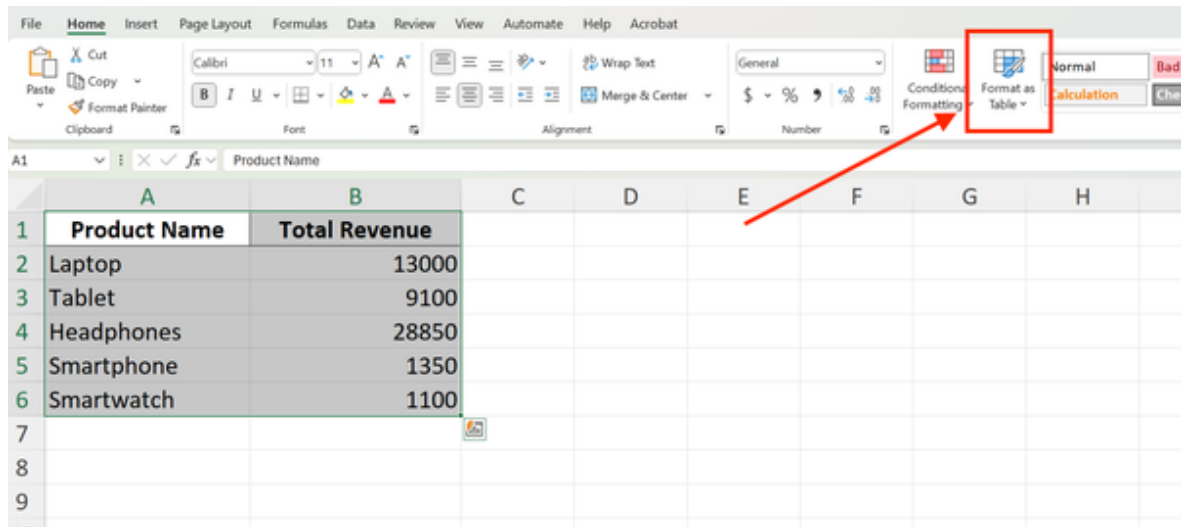 File Home Insert Page Layout Formulas Data Review View Automate Help Acrobat
Cut
Calibri 11 A^ A˅ Wrap Text General
Paste Copy Conditional Formatting Format as Table Normal Bad
Format Painter B I U A Merge & Center $ % 9 Calculation Che
Clipboard Font Alignment Number
A1 fx Product Name
A B C D E F G H
1 Product Name Total Revenue
2 Laptop 13000
3 Tablet 9100
4 Headphones 28850
5 Smartphone 1350
6 Smartwatch 1100
7
8
9